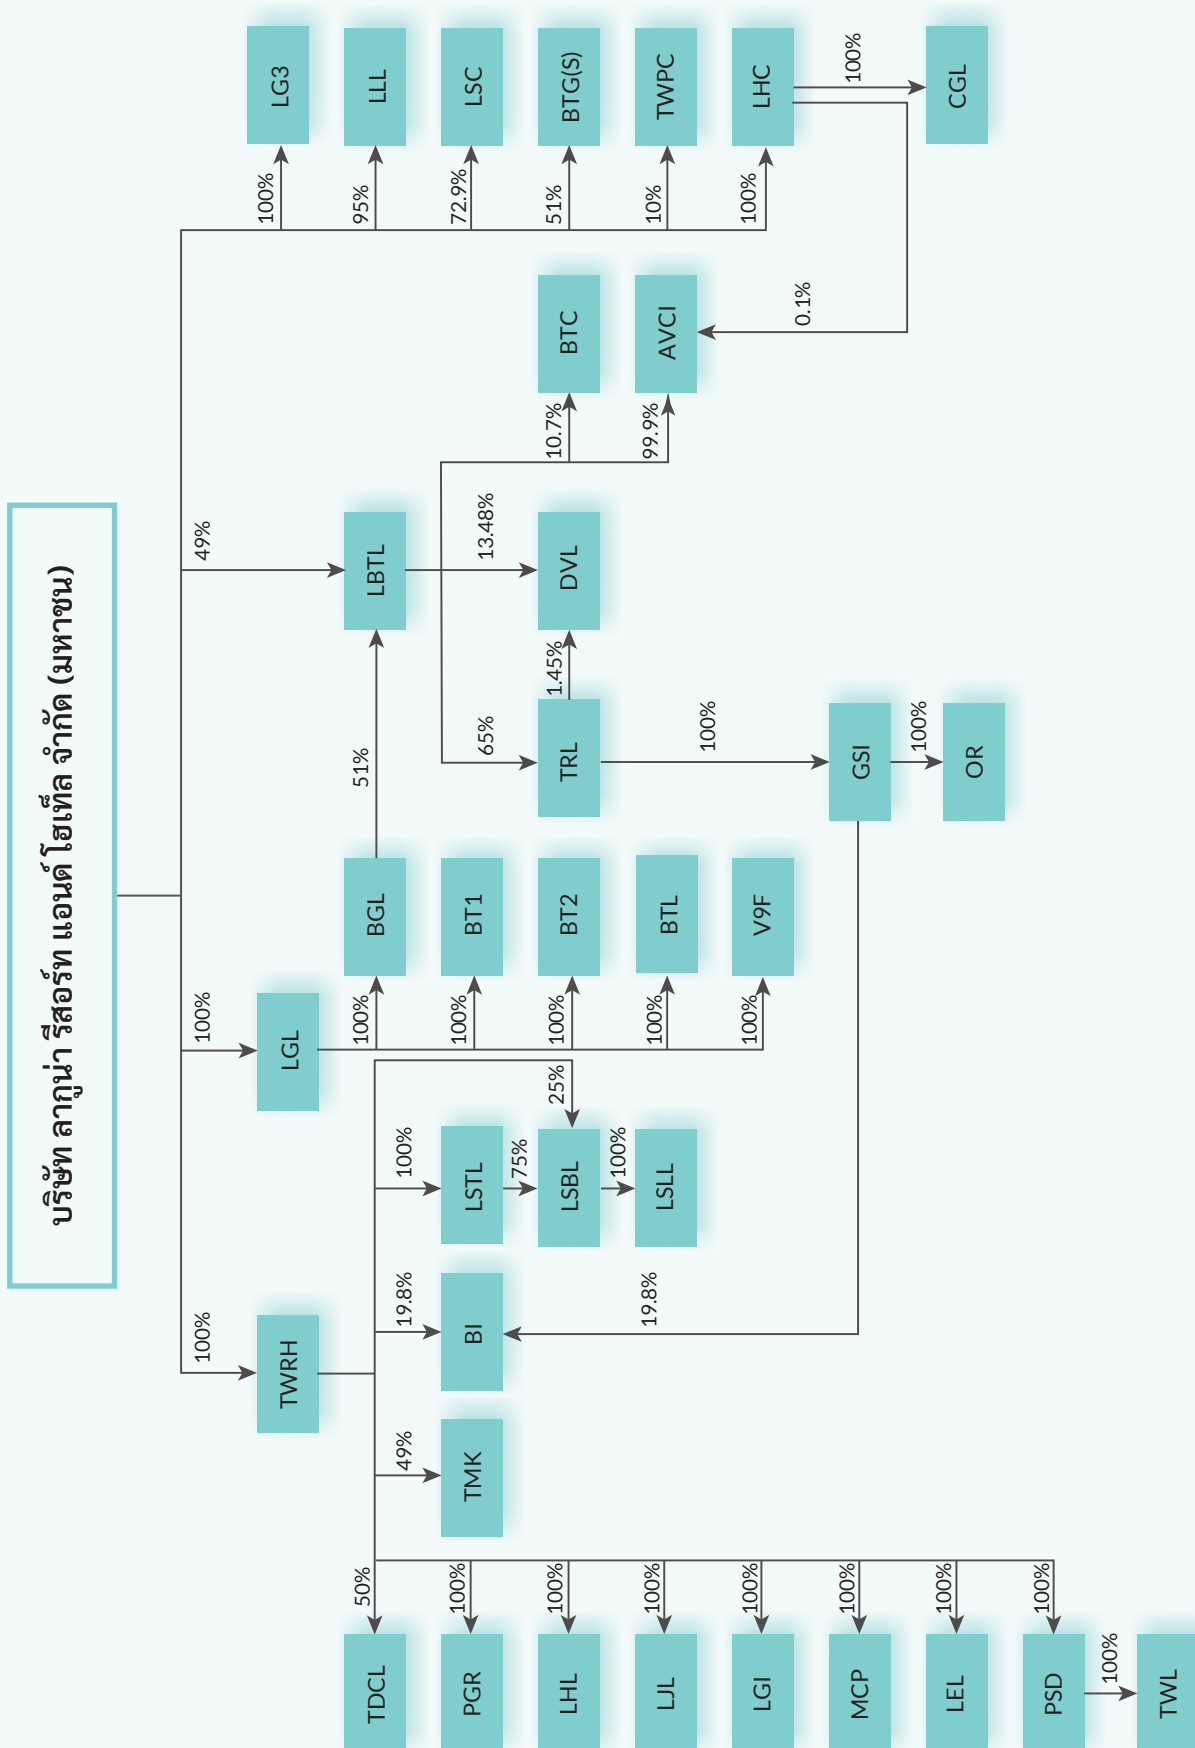 บริษัท ลากูน่า รีสอร์ท แอนด์ โฮเท็ล จำกัด (มหาชน)
100%
100%
49%
TWRH
LGL
LBTL
100%
LG3
95%
LLL
72.9%
LSC
51%
BTG(S)
10%
TWPC
100%
LHC
100%
CGL
0.1%
50%
TDCL
100%
PGR
100%
LHL
100%
LJL
100%
LGI
100%
MCP
100%
LEL
100%
PSD
100%
TWL
49%
TMK
19.8%
BI
19.8%
100%
LSTL
75%
25%
LSBL
100%
LSLL
100%
BGL
100%
BT1
100%
BT2
100%
BTL
100%
V9F
51%
65%
TRL
1.45%
13.48%
DVL
10.7%
BTC
99.9%
AVCI
100%
GSI
100%
OR